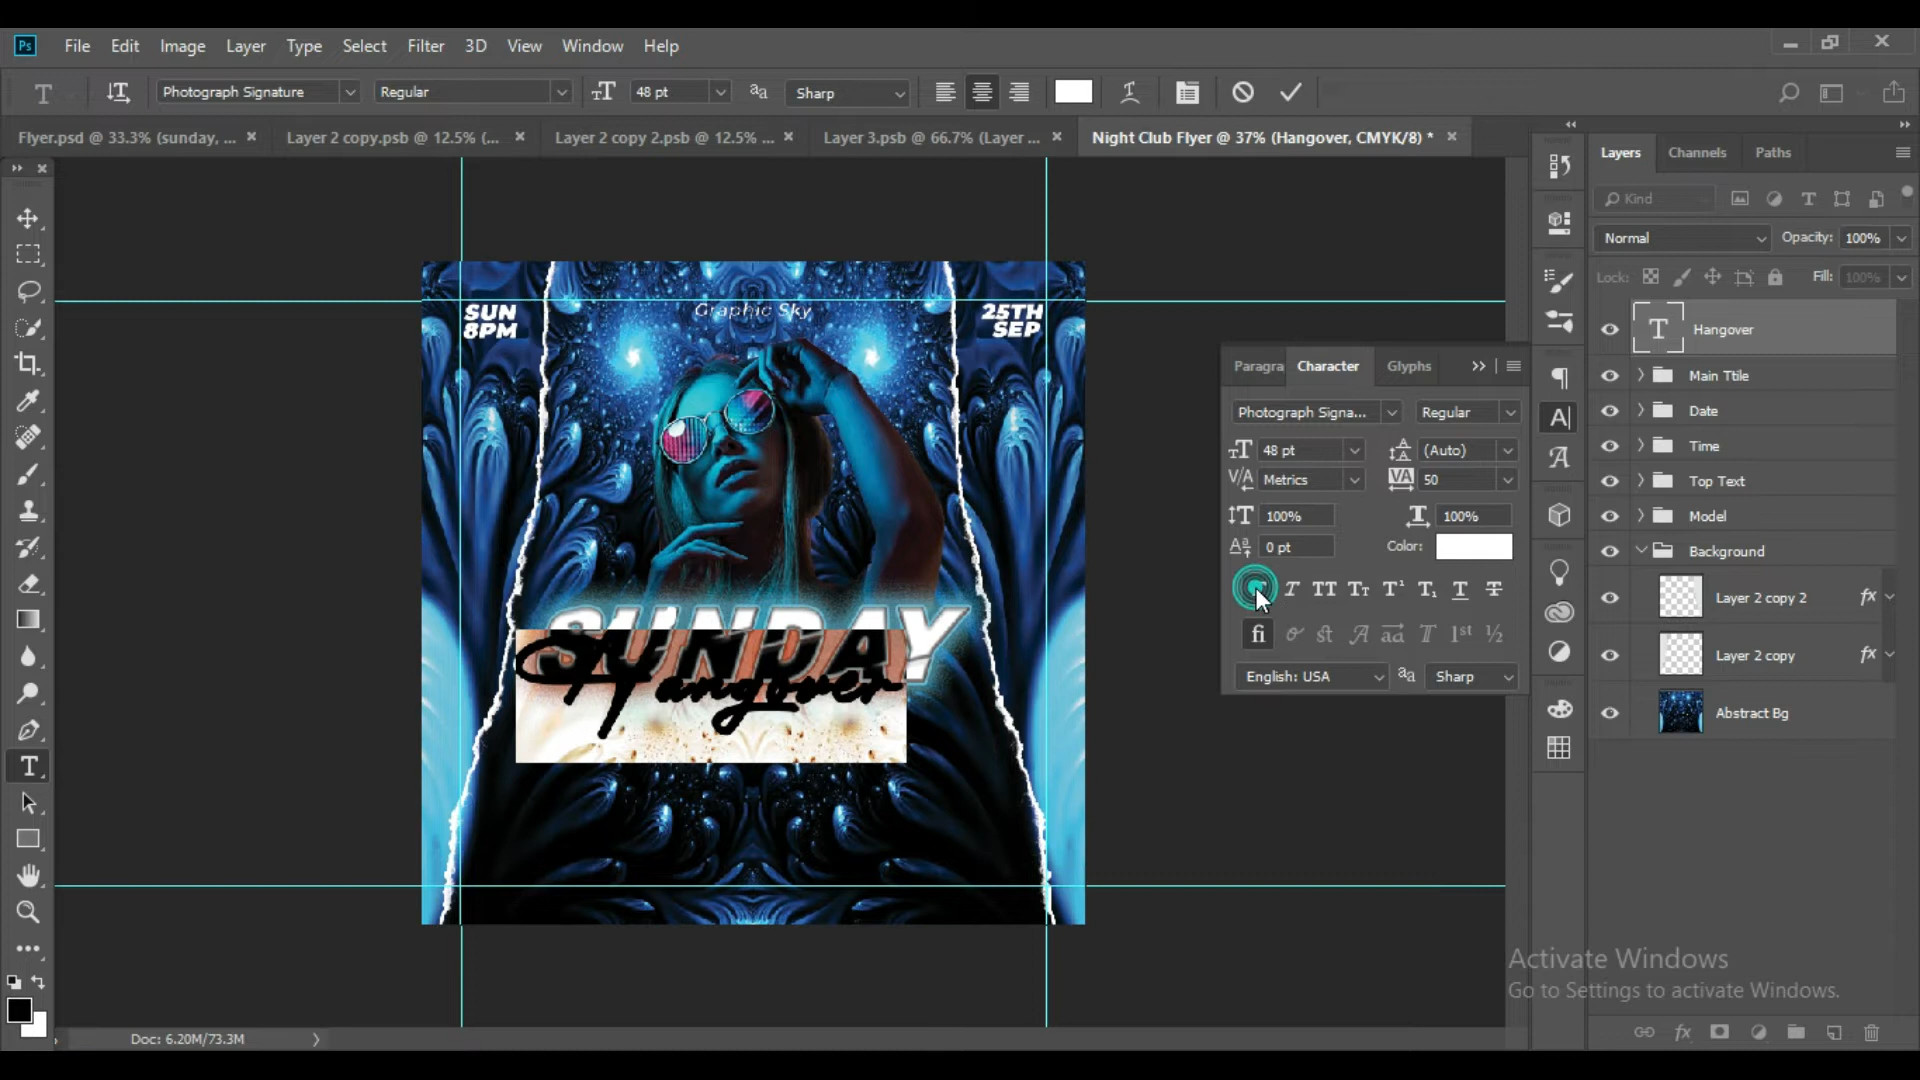 Ps File Edit Image Layer Type Select Filter 3D View Window Help
Photograph Signature Regular 48 pt Sharp
Flyer.psd @ 33.3% (sunday, ... Layer 2 copy.psb @ 12.5% (... Layer 2 copy 2.psb @ 12.5% ... Layer 3.psb @ 66.7% (Layer ... Night Club Flyer @ 37% (Hangover, CMYK/8) *
SUN
8PM
Graphic Sky
25TH
SEP
SUNDAY
Hangover
Paragra Character Glyphs
Photograph Signa... Regular
48 pt (Auto)
Metrics 50
100% 100%
0 pt Color:
English: USA Sharp
Layers Channels Paths
Kind
Normal Opacity: 100%
Lock: Fill: 100%
Hangover
Main Ttile
Date
Time
Top Text
Model
Background
Layer 2 copy 2 fx
Layer 2 copy fx
Abstract Bg
Activate Windows
Go to Settings to activate Windows.
Doc: 6.20M/73.3M